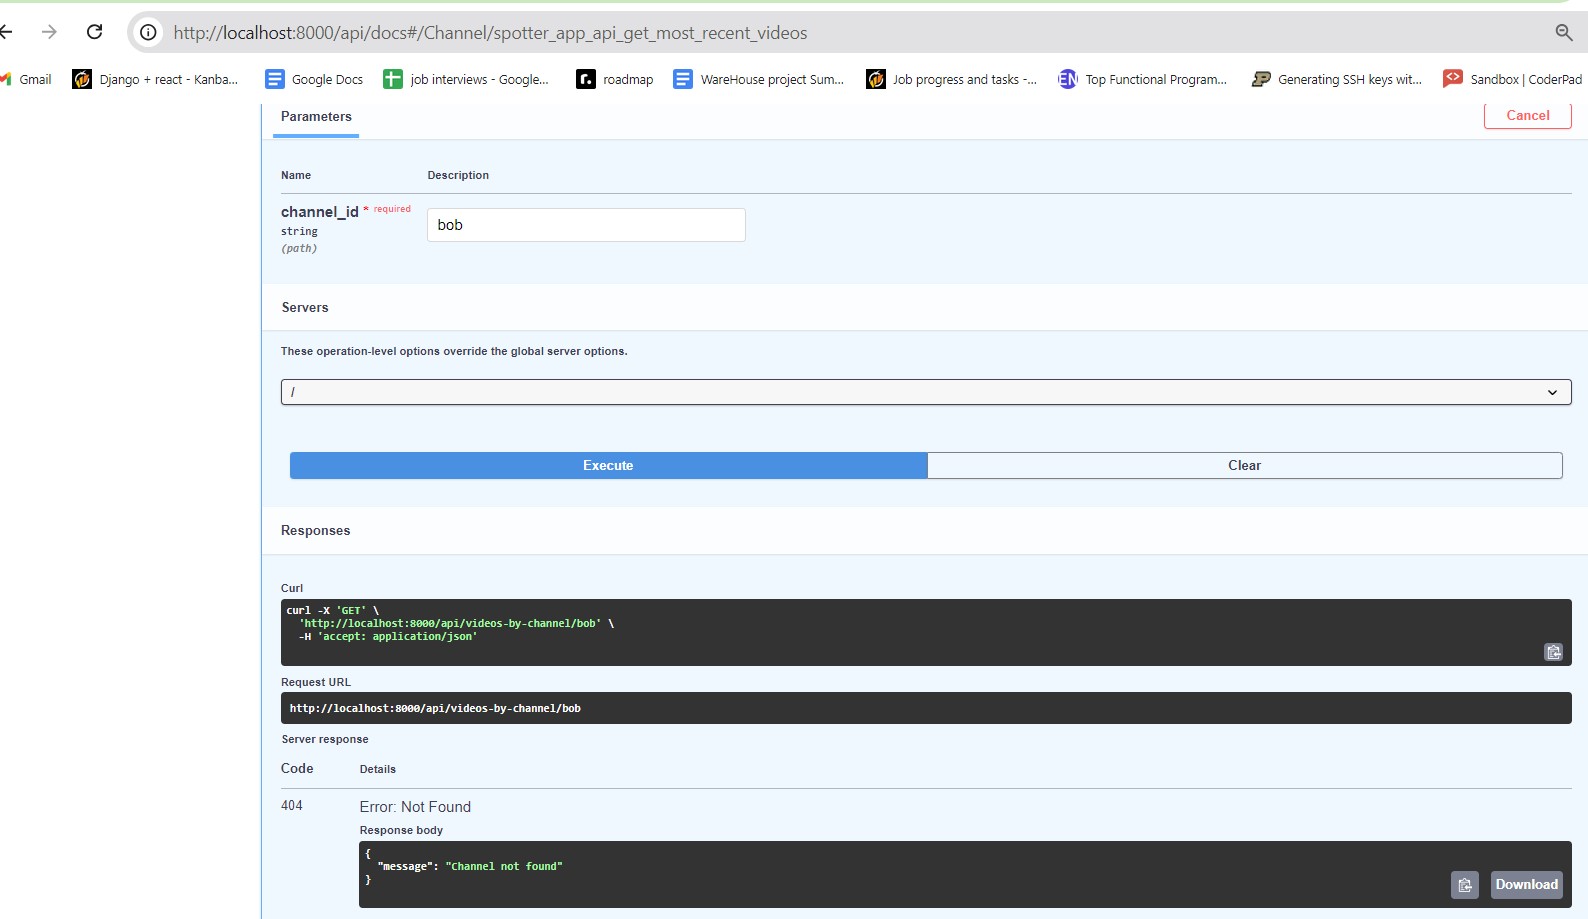 http://localhost:8000/api/docs#/Channel/spotter_app_api_get_most_recent_videos
Gmail
Django + react - Kanba...
Google Docs
job interviews - Google...
r.
roadmap
WareHouse project Sum...
Job progress and tasks -...
EN
Top Functional Program...
Generating SSH keys wit...
Sandbox | CoderPad
Parameters
Cancel
Name
Description
channel_id * required
string
(path)
bob
Servers
These operation-level options override the global server options.
/
Execute
Clear
Responses
Curl
curl -X 'GET' \
'http://localhost:8000/api/videos-by-channel/bob' \
-H 'accept: application/json'
Request URL
http://localhost:8000/api/videos-by-channel/bob
Server response
Code
Details
404
Error: Not Found
Response body
{
"message": "Channel not found"
}
Download